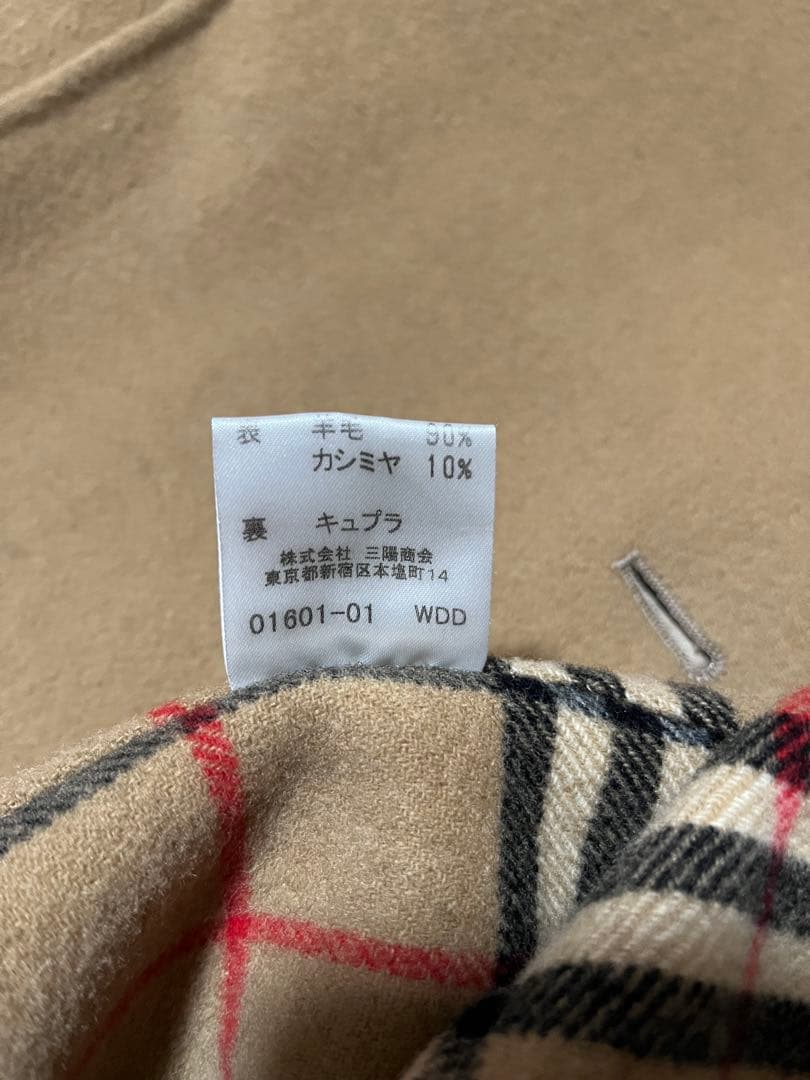 表 羊毛 90%
カシミヤ 10%
裏 キュプラ
株式会社 三陽商会
東京都新宿区本塩町14
01601-01 WDD